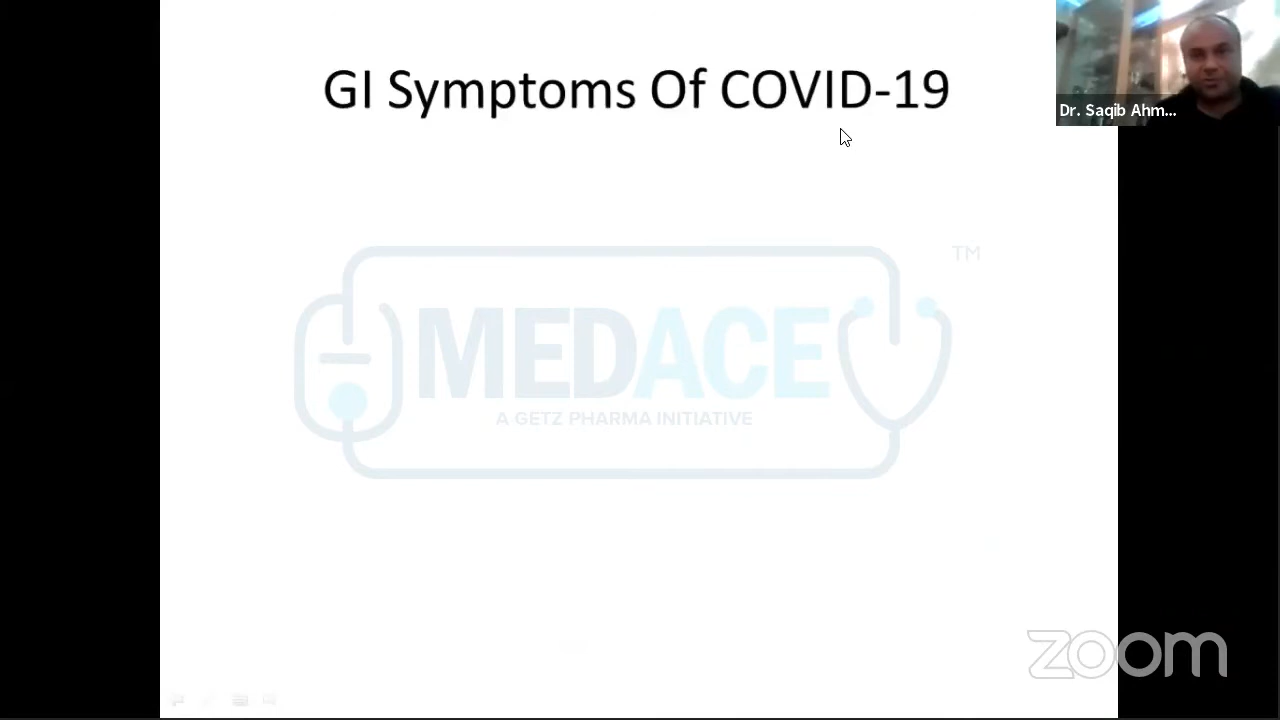 GI Symptoms Of COVID-19
Dr. Saqib Ahm...
TM
MEDACE
A GETZ PHARMA INITIATIVE
zoom